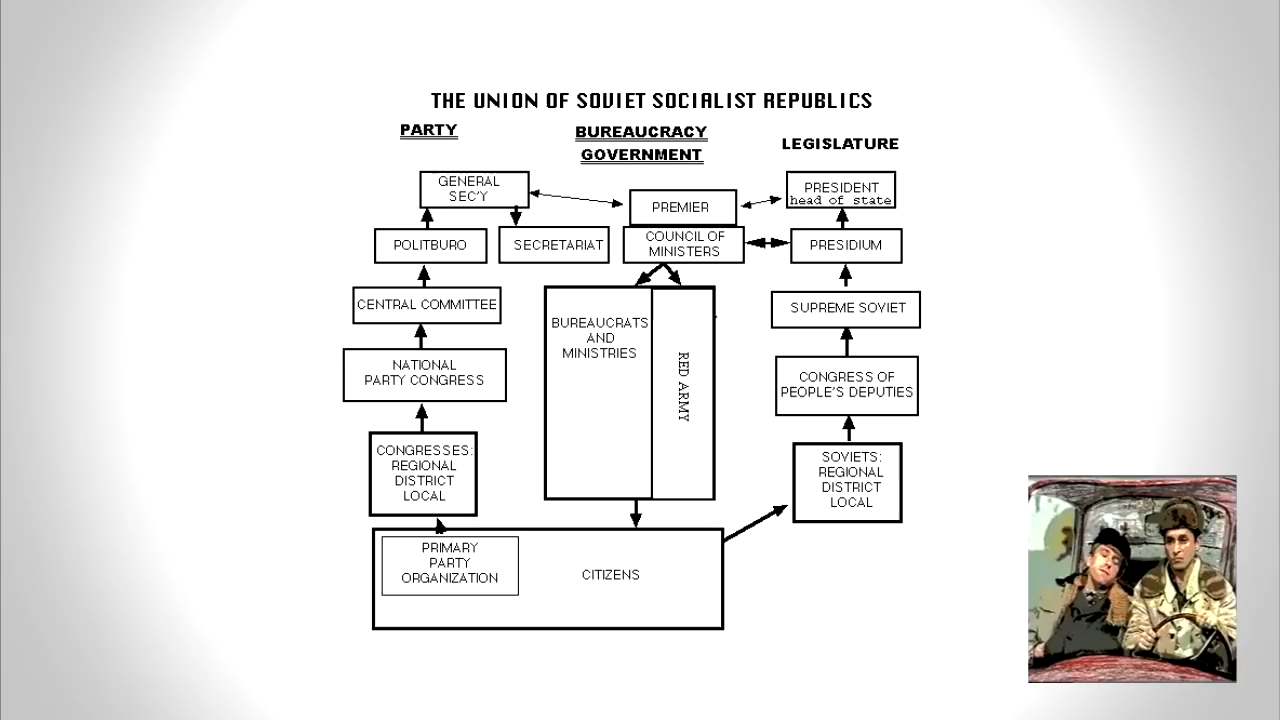 THE UNION OF SOVIET SOCIALIST REPUBLICS
PARTY
BUREAUCRACY
GOVERNMENT
LEGISLATURE
GENERAL
SEC'Y
PREMIER
PRESIDENT
head of state
POLITBURO
SECRETARIAT
COUNCIL OF
MINISTERS
PRESIDIUM
CENTRAL COMMITTEE
BUREAUCRATS
AND
MINISTRIES
RED ARMY
SUPREME SOVIET
NATIONAL
PARTY CONGRESS
CONGRESS OF
PEOPLE'S DEPUTIES
CONGRESSES:
REGIONAL
DISTRICT
LOCAL
SOVIETS:
REGIONAL
DISTRICT
LOCAL
PRIMARY
PARTY
ORGANIZATION
CITIZENS